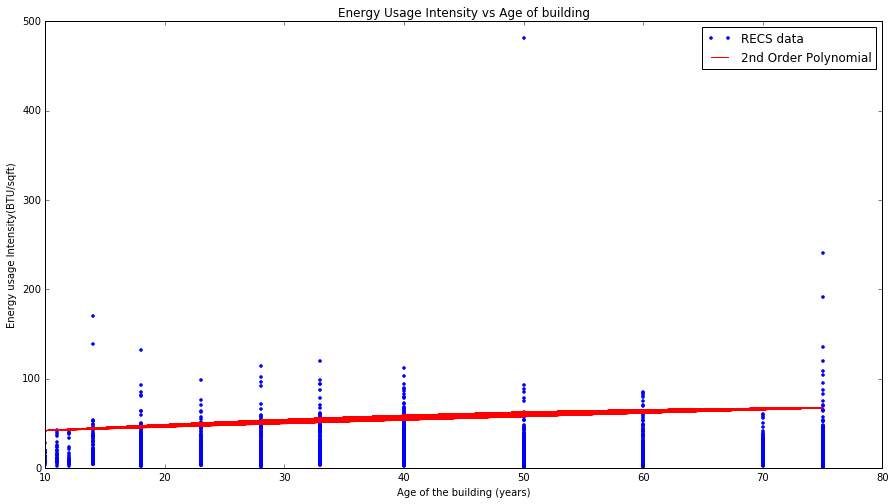 Energy Usage Intensity vs Age of building
500
400
300
200
100
0
Energy usage Intensity(BTU/sqft)
RECS data
2nd Order Polynomial
10 20 30 40 50 60 70 80
Age of the building (years)